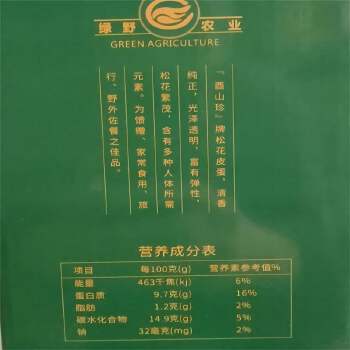 绿野 农业
GREEN AGRICULTURE
『酉山珍』牌松花皮蛋,清香
纯正,光泽透明,富有弹性,
松花繁茂,含有多种人体所需
元素。为馈赠、家常食用、旅
行、野外佐餐之佳品。
营养成分表
项目 每100克(g) 营养素参考值%
能量 463千焦(kj) 6%
蛋白质 9.7克(g) 16%
脂肪 1.2克(g) 2%
碳水化合物 14.9克(g) 5%
钠 32毫克(mg) 2%